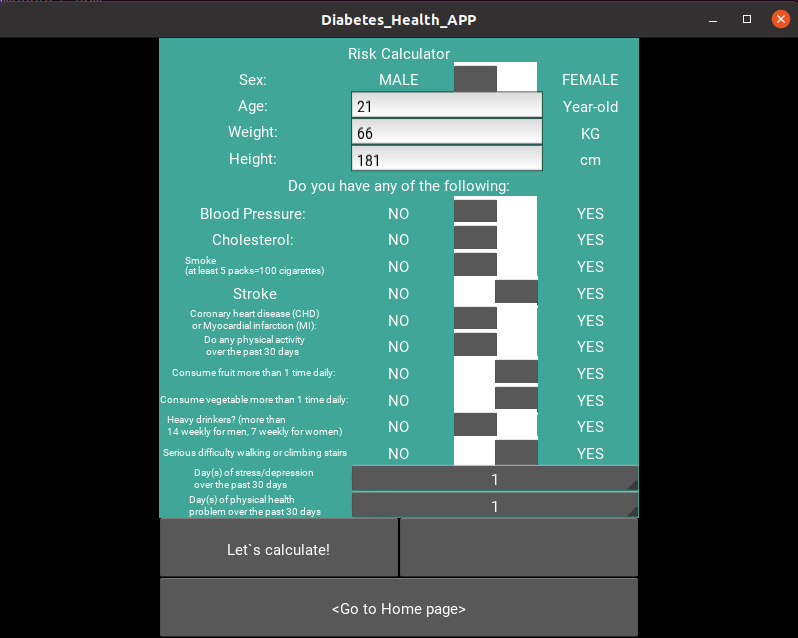 Diabetes_Health_APP
Risk Calculator
Sex: MALE FEMALE
Age: 21 Year-old
Weight: 66 KG
Height: 181 cm
Do you have any of the following:
Blood Pressure: NO YES
Cholesterol: NO YES
Smoke
(at least 5 packs=100 cigarettes) NO YES
Stroke NO YES
Coronary heart disease (CHD)
or Myocardial infarction (MI): NO YES
Do any physical activity
over the past 30 days NO YES
Consume fruit more than 1 time daily: NO YES
Consume vegetable more than 1 time daily: NO YES
Heavy drinkers? (more than
14 weekly for men, 7 weekly for women) NO YES
Serious difficulty walking or climbing stairs NO YES
Day(s) of stress/depression
over the past 30 days 1
Day(s) of physical health
problem over the past 30 days 1
Let`s calculate!
<Go to Home page>